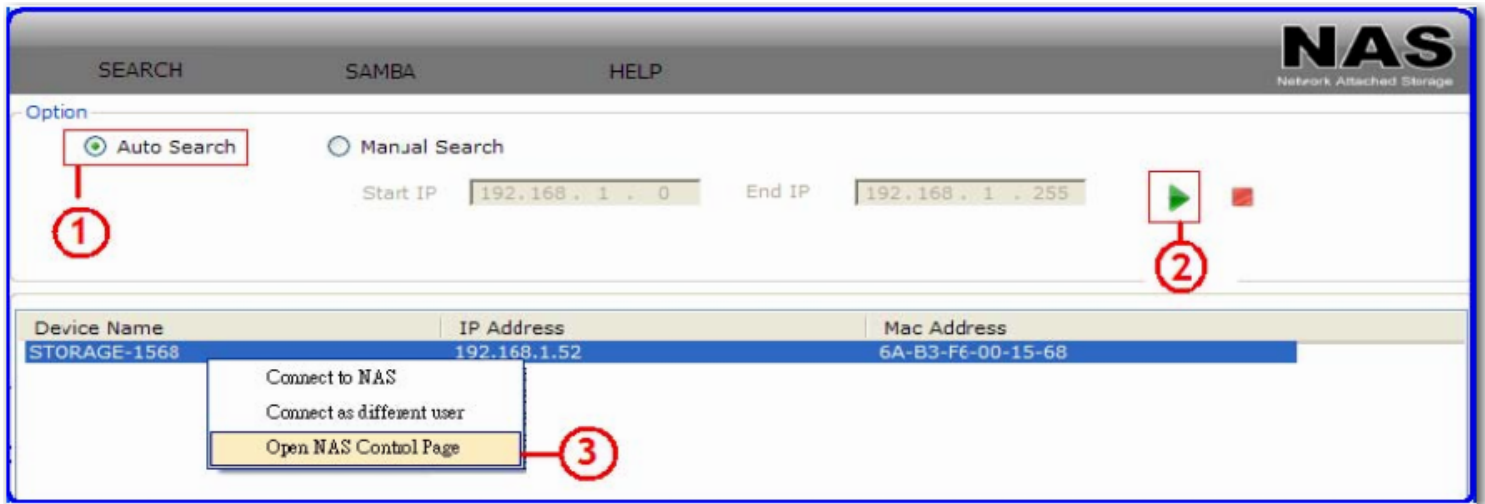 NAS
Network Attached Storage
SEARCH SAMBA HELP
Option
Auto Search Manual Search
Start IP 192.168 . 1 . 0 End IP 192.168 . 1 . 255
1
2
Device Name IP Address Mac Address
STORAGE-1568 192.168.1.52 6A-B3-F6-00-15-68
Connect to NAS
Connect as different user
Open NAS Control Page
3